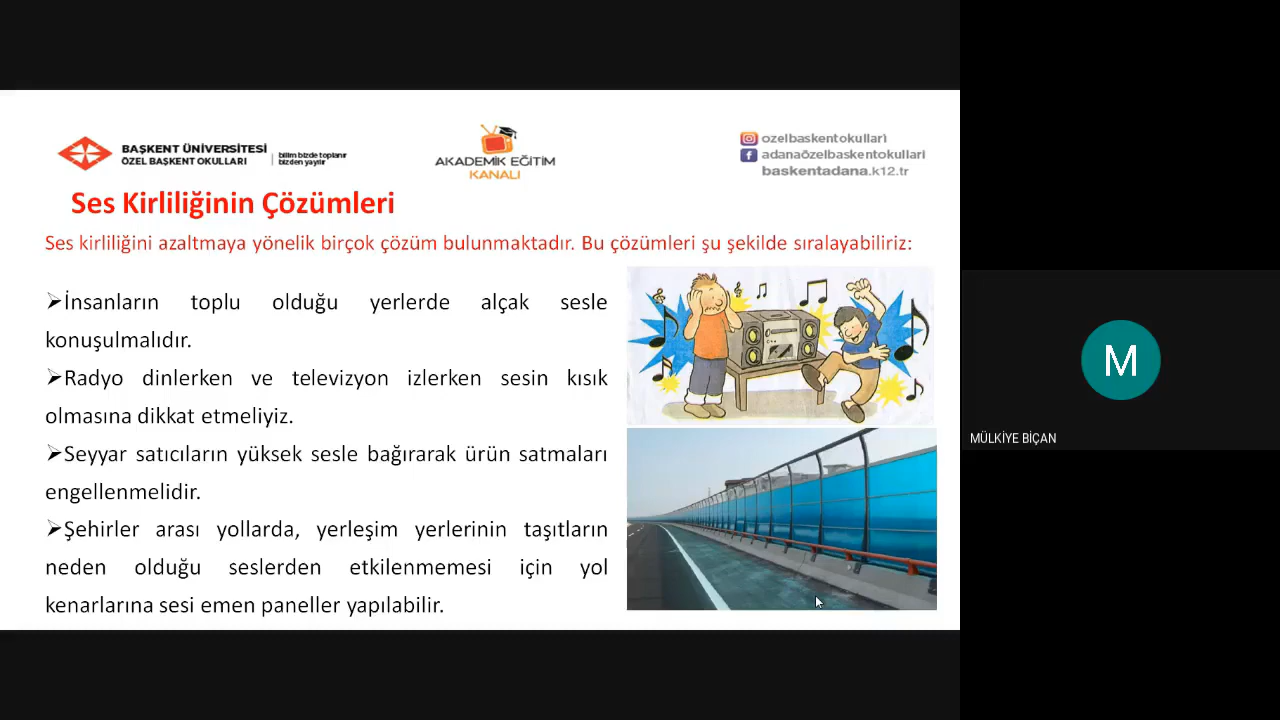 BAŞKENT ÜNİVERSİTESİ
ÖZEL BAŞKENT OKULLARI
bilim bizde toplanır
bizden yayılır
AKADEMİK EĞİTİM
KANALI
ozelbaskentokullari
adanaözelbaskentokullari
baskentadana.k12.tr
Ses Kirliliğinin Çözümleri
Ses kirliliğini azaltmaya yönelik birçok çözüm bulunmaktadır. Bu çözümleri şu şekilde sıralayabiliriz:
➢İnsanların toplu olduğu yerlerde alçak sesle
konuşulmalıdır.
➢Radyo dinlerken ve televizyon izlerken sesin kısık
olmasına dikkat etmeliyiz.
➢Seyyar satıcıların yüksek sesle bağırarak ürün satmaları
engellenmelidir.
➢Şehirler arası yollarda, yerleşim yerlerinin taşıtların
neden olduğu seslerden etkilenmemesi için yol
kenarlarına sesi emen paneller yapılabilir.
M
MÜLKİYE BİÇAN